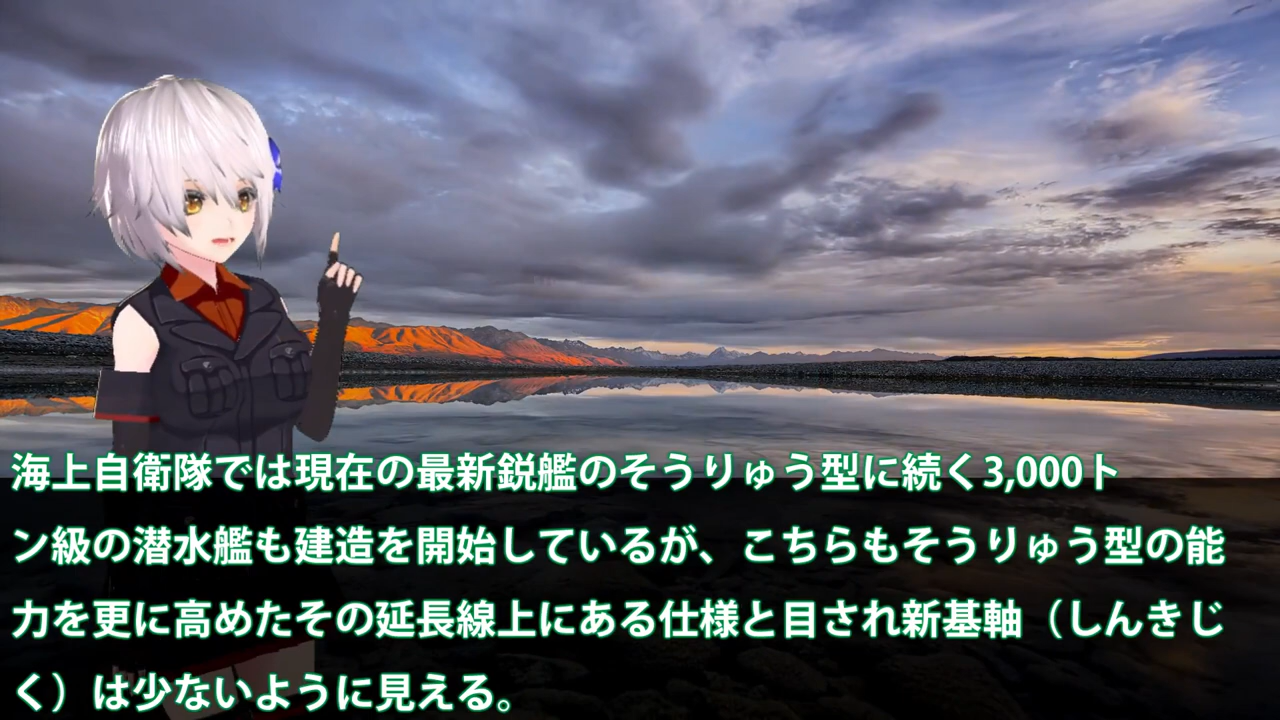 海上自衛隊では現在の最新鋭艦のそうりゅう型に続く3,000ト
ン級の潜水艦も建造を開始しているが、こちらもそうりゅう型の能
力を更に高めたその延長線上にある仕様と目され新基軸（しんきじ
く）は少ないように見える。